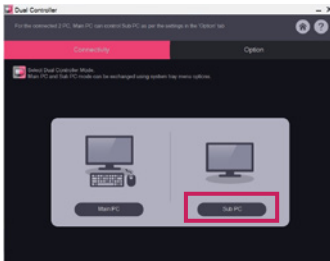 Dual Controller
For the connected 2 PC, Main PC can control Sub PC as per the settings in the 'Option' tab
Connectivity
Option
Select Dual Controller Mode.
Main PC and Sub PC mode can be exchanged using system tray menu options.
Main PC
Sub PC